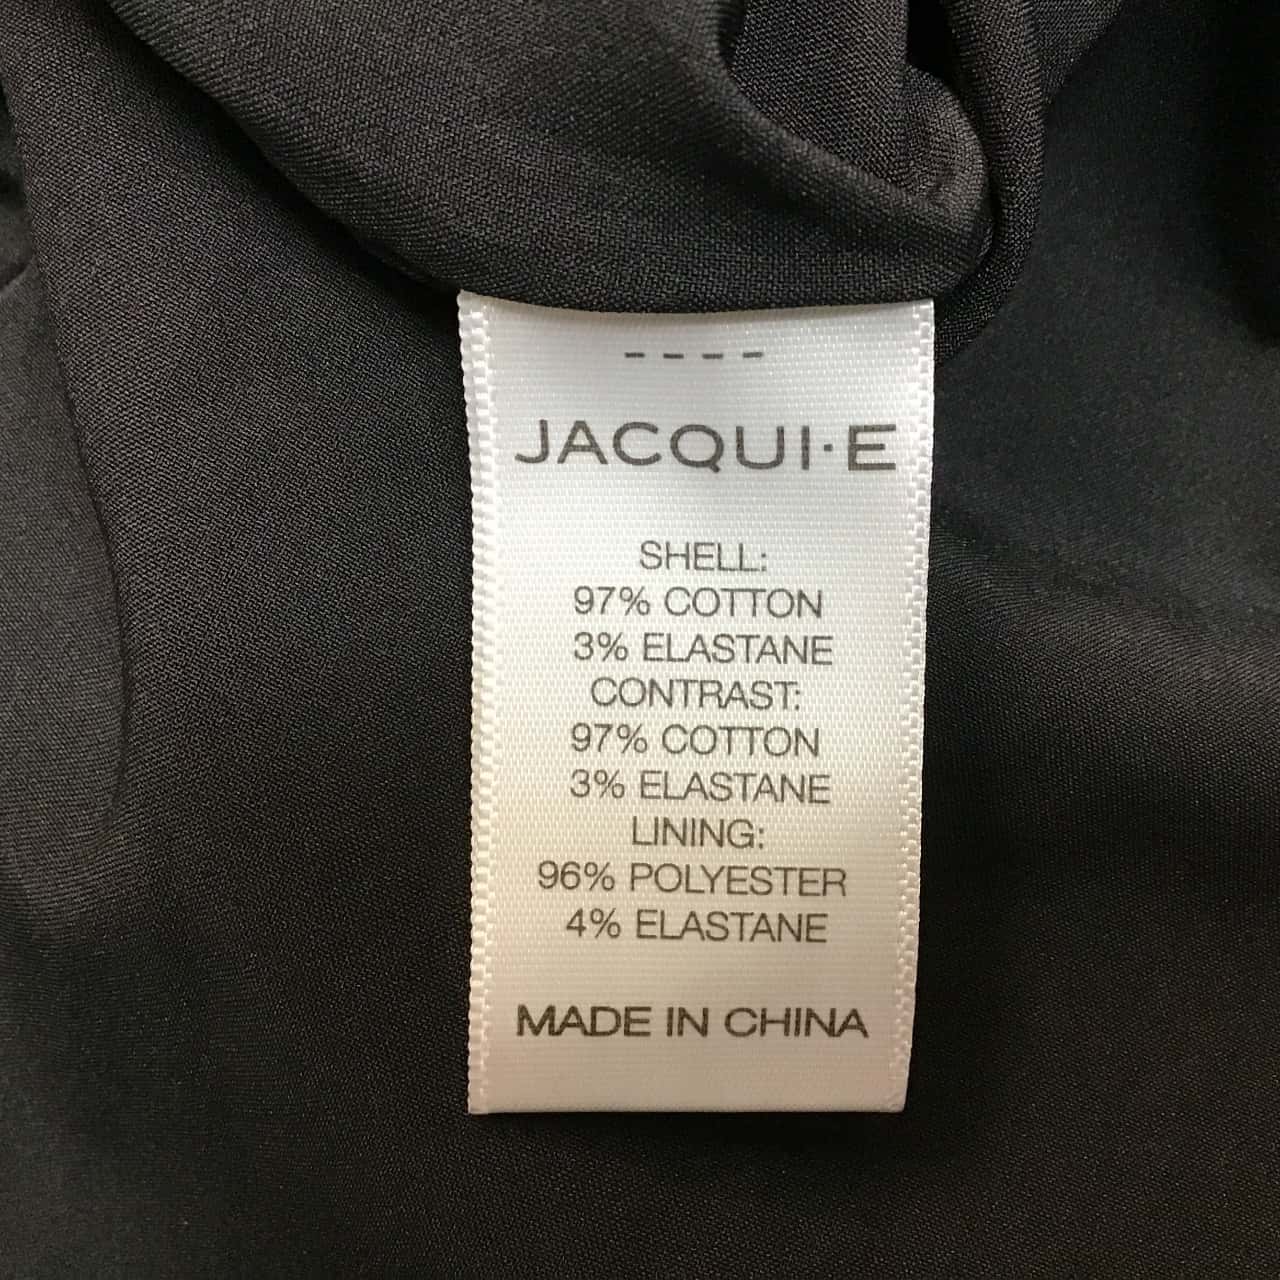 JACQUI·E
SHELL:
97% COTTON
3% ELASTANE
CONTRAST:
97% COTTON
3% ELASTANE
LINING:
96% POLYESTER
4% ELASTANE
MADE IN CHINA